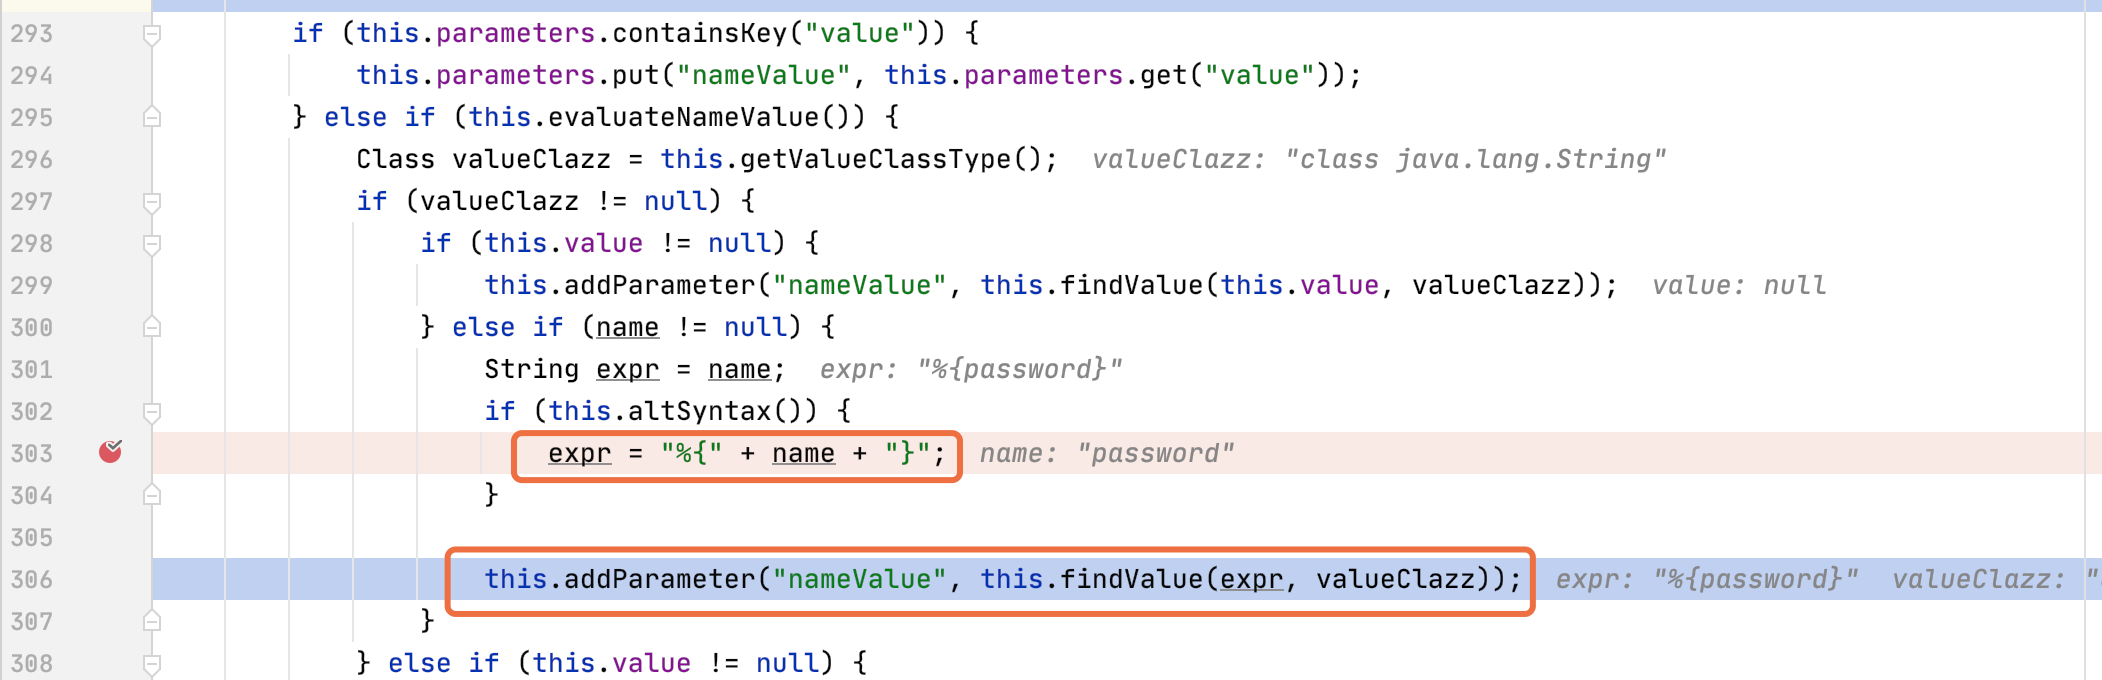 293 if (this.parameters.containsKey("value")) {
294 this.parameters.put("nameValue", this.parameters.get("value"));
295 } else if (this.evaluateNameValue()) {
296 Class valueClazz = this.getValueClassType(); valueClazz: "class java.lang.String"
297 if (valueClazz != null) {
298 if (this.value != null) {
299 this.addParameter("nameValue", this.findValue(this.value, valueClazz)); value: null
300 } else if (name != null) {
301 String expr = name; expr: "%{password}"
302 if (this.altSyntax()) {
303 expr = "%{" + name + "}"; name: "password"
304 }
305
306 this.addParameter("nameValue", this.findValue(expr, valueClazz)); expr: "%{password}" valueClazz: "
307 }
308 } else if (this.value != null) {